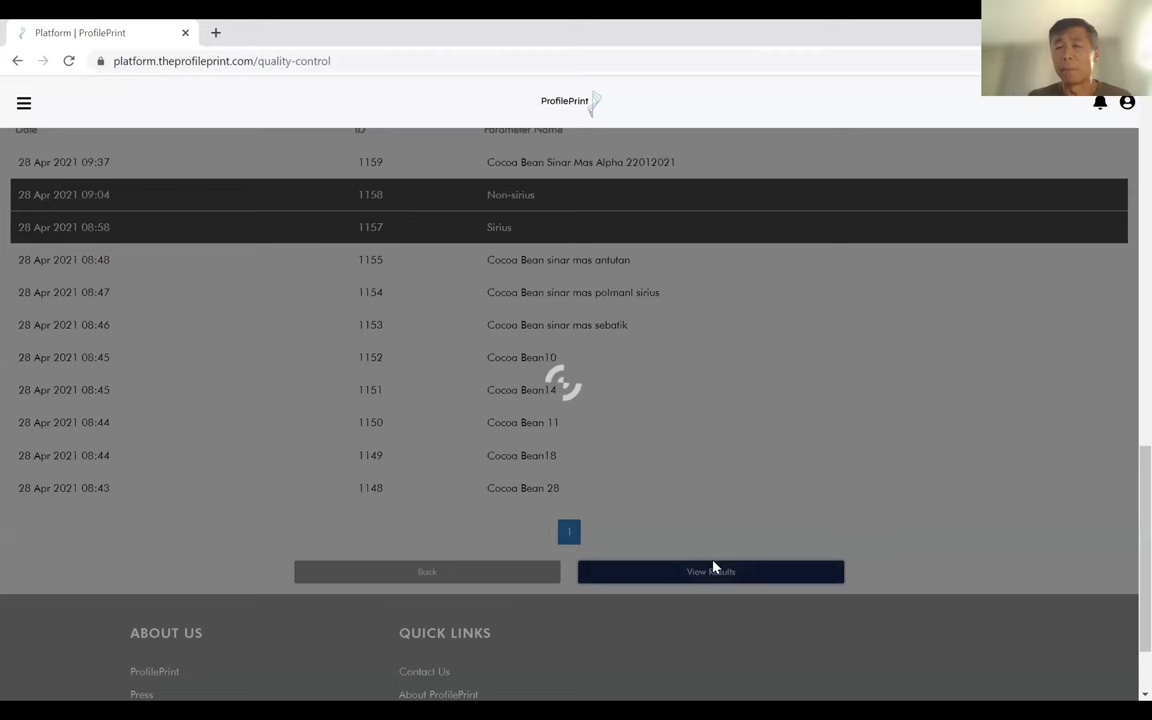 Platform | ProfilePrint
platform.theprofileprint.com/quality-control
ProfilePrint
Date ID Parameter Name
28 Apr 2021 09:37 1159 Cocoa Bean Sinar Mas Alpha 22012021
28 Apr 2021 09:04 1158 Non-sirius
28 Apr 2021 08:58 1157 Sirius
28 Apr 2021 08:48 1155 Cocoa Bean sinar mas antutan
28 Apr 2021 08:47 1154 Cocoa Bean sinar mas polmanl sirius
28 Apr 2021 08:46 1153 Cocoa Bean sinar mas sebatik
28 Apr 2021 08:45 1152 Cocoa Bean10
28 Apr 2021 08:45 1151 Cocoa Bean14
28 Apr 2021 08:44 1150 Cocoa Bean 11
28 Apr 2021 08:44 1149 Cocoa Bean18
28 Apr 2021 08:43 1148 Cocoa Bean 28
1
Back View Results
ABOUT US QUICK LINKS
ProfilePrint Contact Us
Press About ProfilePrint